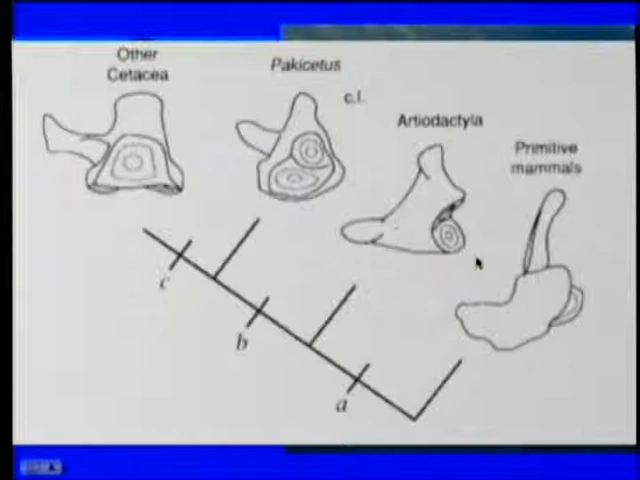 Other
Cetacea
Pakicetus
c.l.
Artiodactyla
Primitive
mammals
c
b
a